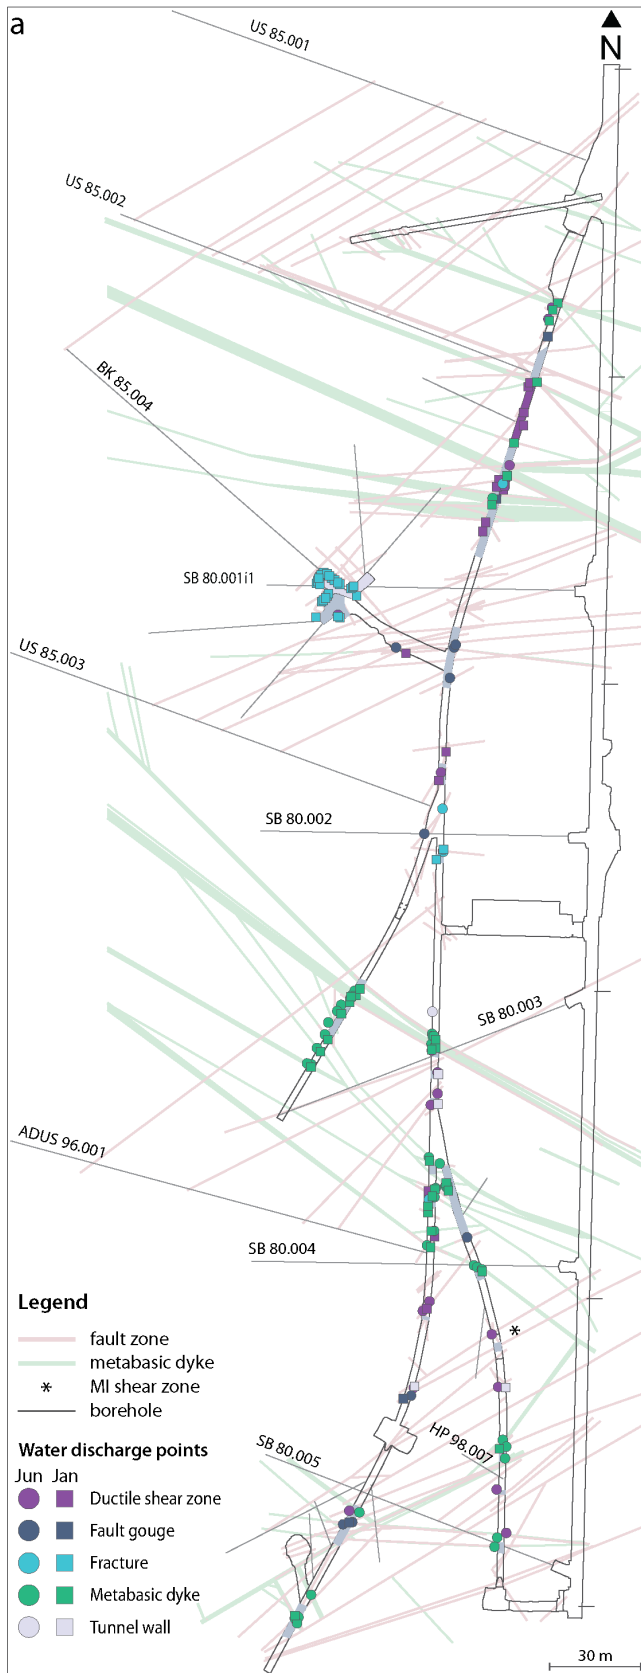 a
US 85.001
N
US 85.002
BK 85.004
SB 80.001i1
US 85.003
SB 80.002
SB 80.003
ADUS 96.001
SB 80.004
Legend
fault zone
metabasic dyke
* MI shear zone
borehole
*
HP 98.007
SB 80.005
Water discharge points
Jun Jan
Ductile shear zone
Fault gouge
Fracture
Metabasic dyke
Tunnel wall
30 m